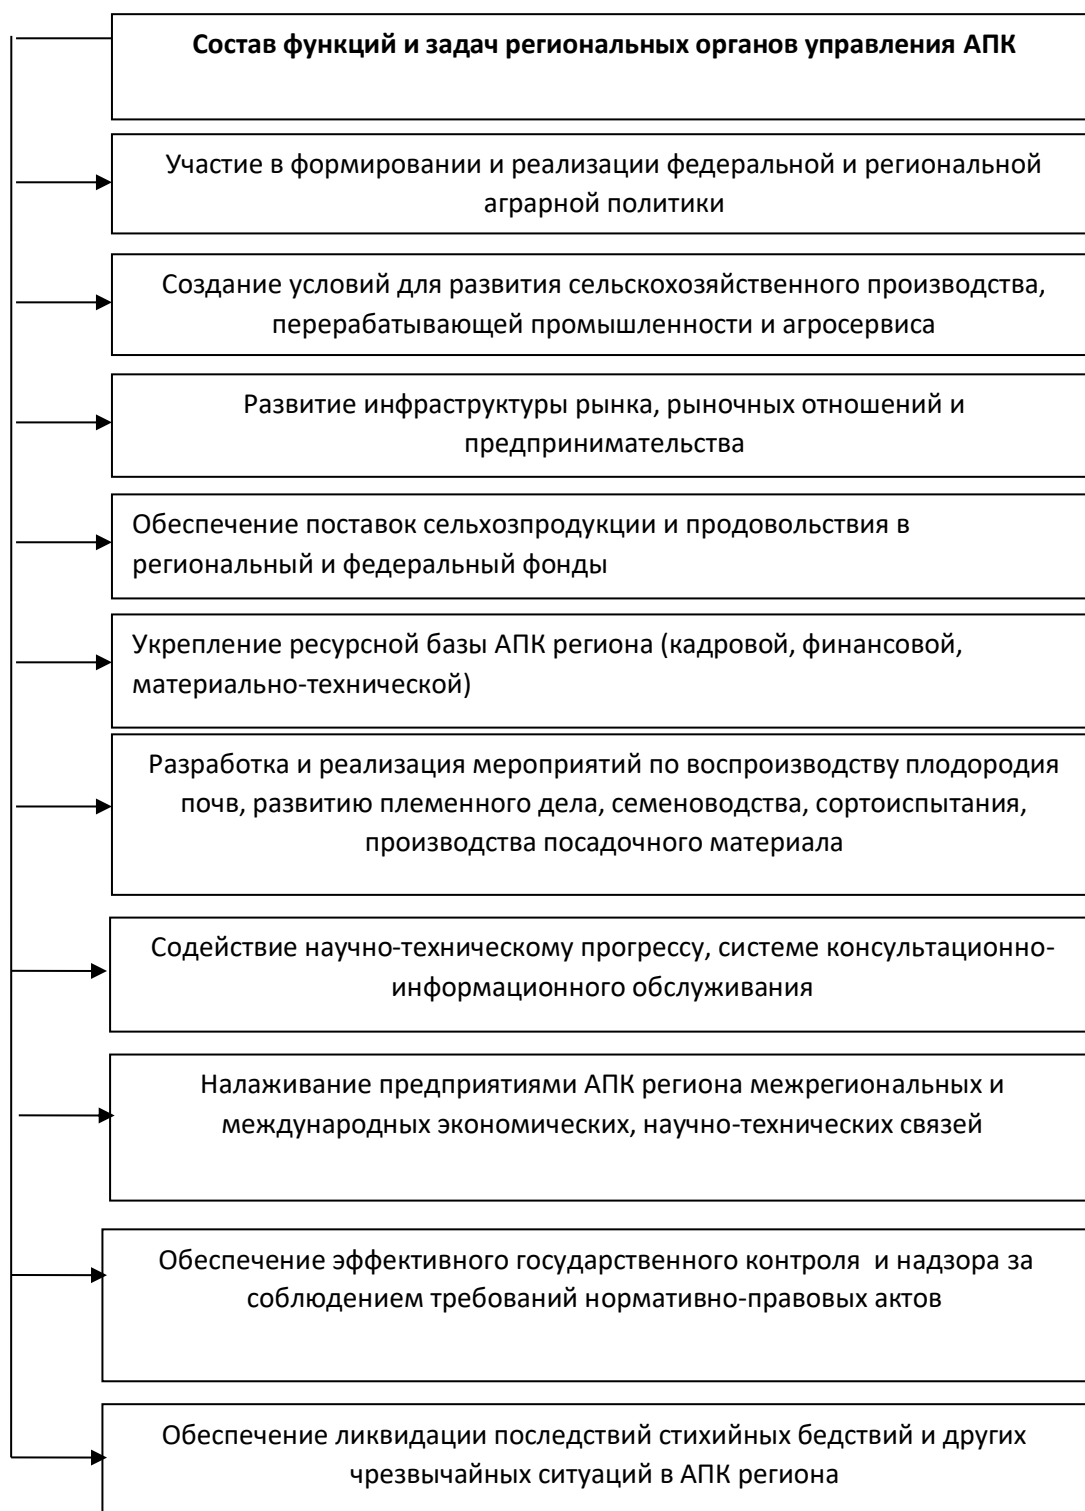 Состав функций и задач региональных органов управления АПК
Участие в формировании и реализации федеральной и региональной
аграрной политики
Создание условий для развития сельскохозяйственного производства,
перерабатывающей промышленности и агросервиса
Развитие инфраструктуры рынка, рыночных отношений и
предпринимательства
Обеспечение поставок сельхозпродукции и продовольствия в
региональный и федеральный фонды
Укрепление ресурсной базы АПК региона (кадровой, финансовой,
материально-технической)
Разработка и реализация мероприятий по воспроизводству плодородия
почв, развитию племенного дела, семеноводства, сортоиспытания,
производства посадочного материала
Содействие научно-техническому прогрессу, системе консультационно-
информационного обслуживания
Налаживание предприятиями АПК региона межрегиональных и
международных экономических, научно-технических связей
Обеспечение эффективного государственного контроля и надзора за
соблюдением требований нормативно-правовых актов
Обеспечение ликвидации последствий стихийных бедствий и других
чрезвычайных ситуаций в АПК региона